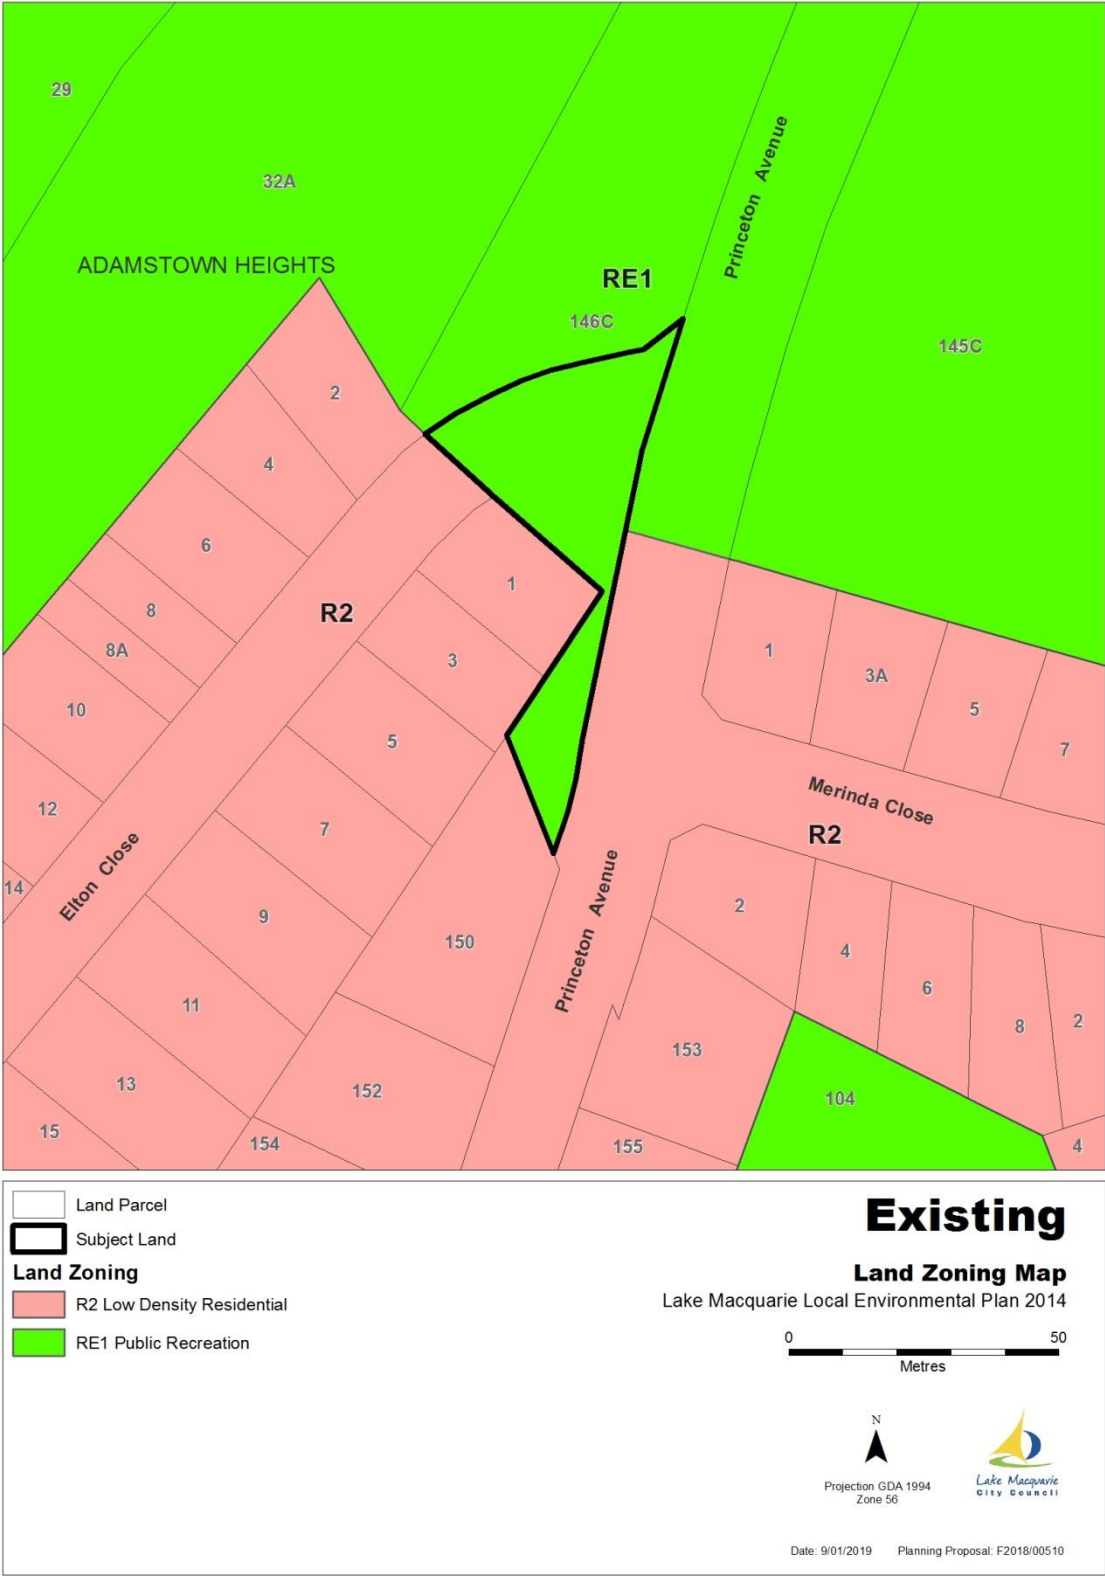 29
32A
Princeton Avenue
ADAMSTOWN HEIGHTS
RE1
146C
145C
2
4
6
1
8
R2
8A
3
1
3A
10
5
5
7
12
7
Merinda Close
R2
14
Elton Close
9
2
150
Princeton Avenue
4
6
11
8
2
153
13
152
104
15
154
155
4
Land Parcel
Subject Land
Land Zoning
R2 Low Density Residential
RE1 Public Recreation
Existing
Land Zoning Map
Lake Macquarie Local Environmental Plan 2014
0 50
Metres
N
Projection GDA 1994
Zone 56
Lake Macquarie
City Council
Date: 9/01/2019 Planning Proposal: F2018/00510